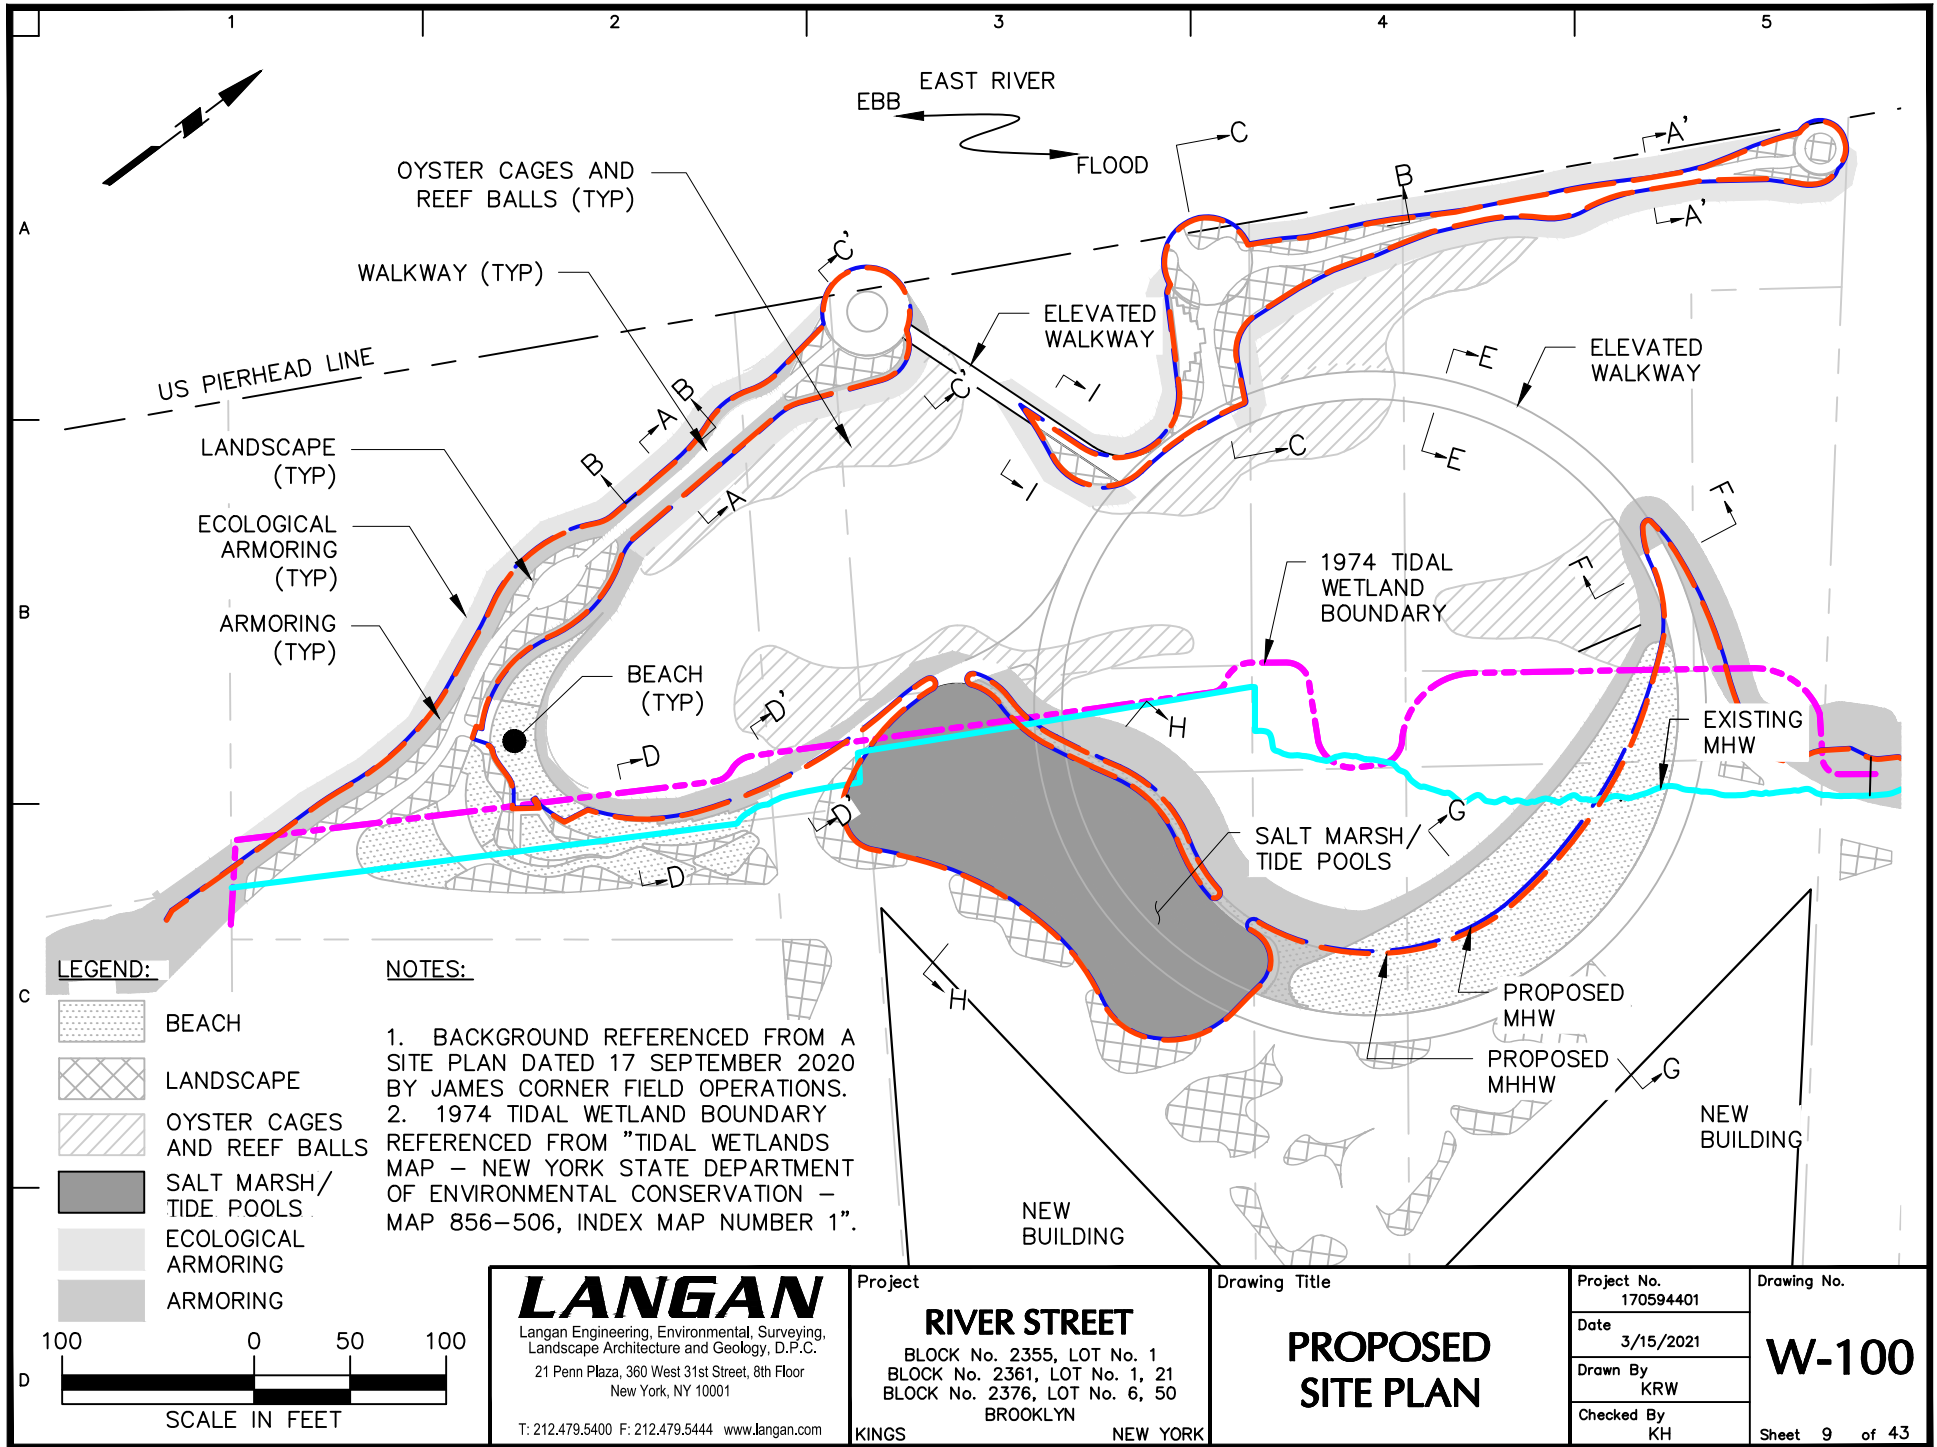 1 2 3 4 5
A
B
C
D
EAST RIVER
EBB
FLOOD
OYSTER CAGES AND
REEF BALLS (TYP)
WALKWAY (TYP)
US PIERHEAD LINE
LANDSCAPE
(TYP)
ECOLOGICAL
ARMORING
(TYP)
ARMORING
(TYP)
BEACH
(TYP)
ELEVATED
WALKWAY
ELEVATED
WALKWAY
1974 TIDAL
WETLAND
BOUNDARY
EXISTING
MHW
SALT MARSH/
TIDE POOLS
PROPOSED
MHW
PROPOSED
MHHW
NEW
BUILDING
NEW
BUILDING
C
C
C'
C'
B
B
B
A
A
A'
A'
I
I
E
E
F
F
D
D
D'
D'
H
H
G
G
LEGEND:
BEACH
LANDSCAPE
OYSTER CAGES
AND REEF BALLS
SALT MARSH/
TIDE POOLS
ECOLOGICAL
ARMORING
ARMORING
100 0 50 100
SCALE IN FEET
NOTES:
1. BACKGROUND REFERENCED FROM A
SITE PLAN DATED 17 SEPTEMBER 2020
BY JAMES CORNER FIELD OPERATIONS.
2. 1974 TIDAL WETLAND BOUNDARY
REFERENCED FROM "TIDAL WETLANDS
MAP – NEW YORK STATE DEPARTMENT
OF ENVIRONMENTAL CONSERVATION –
MAP 856–506, INDEX MAP NUMBER 1".
LANGAN
Langan Engineering, Environmental, Surveying,
Landscape Architecture and Geology, D.P.C.
21 Penn Plaza, 360 West 31st Street, 8th Floor
New York, NY 10001
T: 212.479.5400 F: 212.479.5444 www.langan.com
Project
RIVER STREET
BLOCK No. 2355, LOT No. 1
BLOCK No. 2361, LOT No. 1, 21
BLOCK No. 2376, LOT No. 6, 50
BROOKLYN
KINGS NEW YORK
Drawing Title
PROPOSED
SITE PLAN
Project No.
170594401
Date
3/15/2021
Drawn By
KRW
Checked By
KH
Drawing No.
W-100
Sheet 9 of 43